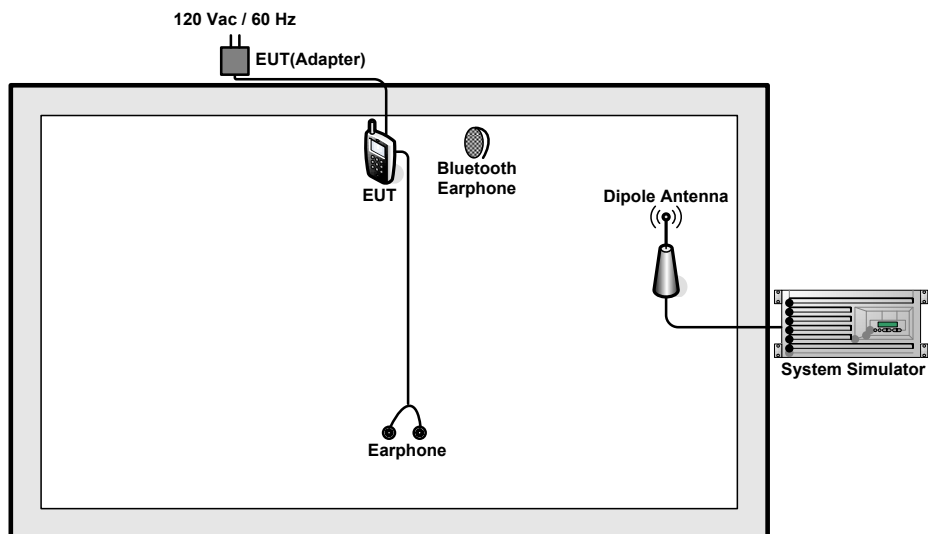 120 Vac / 60 Hz
EUT(Adapter)
EUT
Bluetooth
Earphone
Dipole Antenna
System Simulator
Earphone